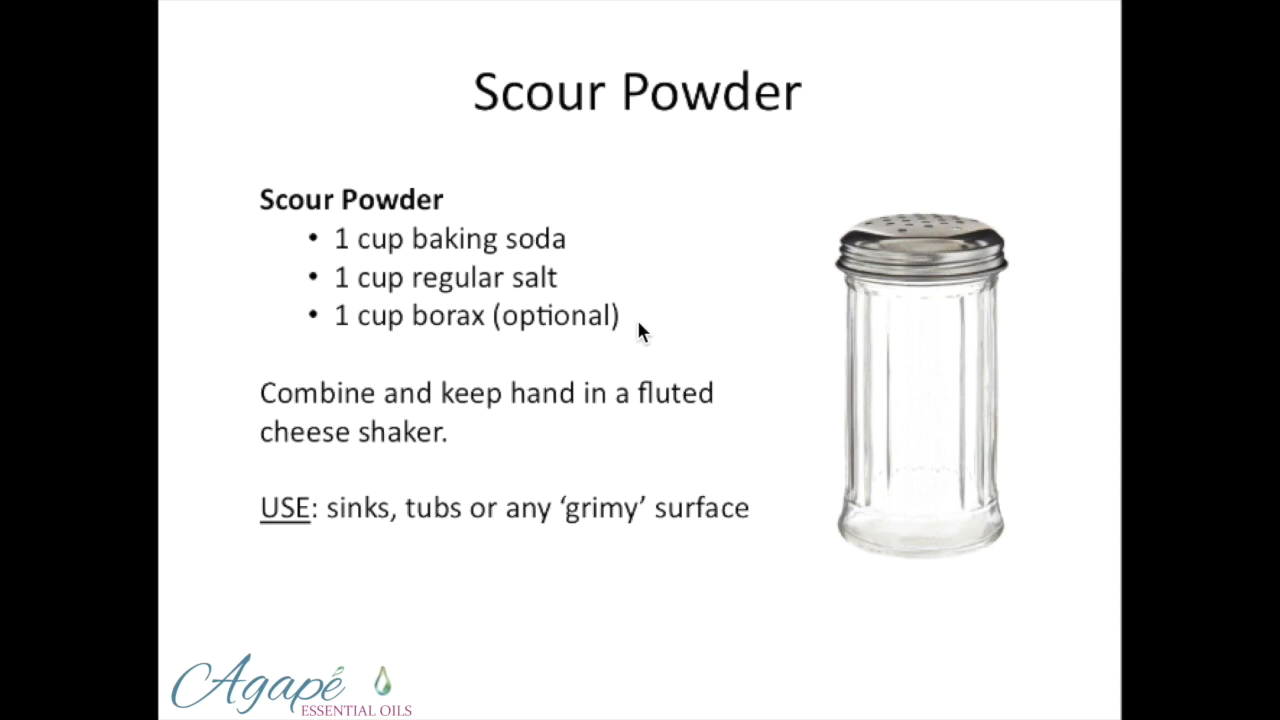 Scour Powder
Scour Powder
• 1 cup baking soda
• 1 cup regular salt
• 1 cup borax (optional)
Combine and keep hand in a fluted
cheese shaker.
USE: sinks, tubs or any ‘grimy’ surface
Agapé
ESSENTIAL OILS